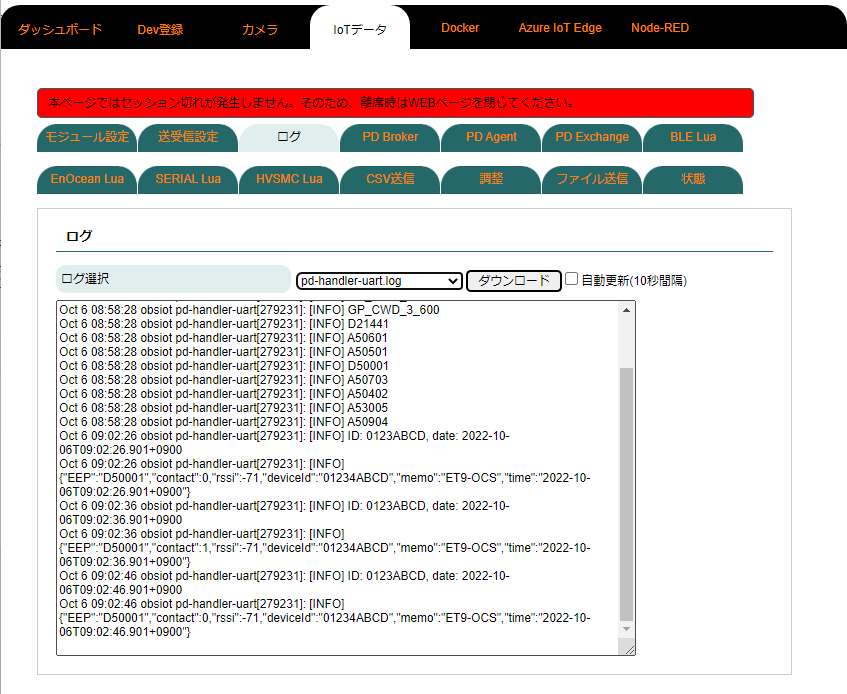 ダッシュボード Dev登録 カメラ IoTデータ Docker Azure IoT Edge Node-RED
本ページではセッション切れが発生しません。そのため、離席時はWEBページを閉じてください。
モジュール設定 送受信設定 ログ PD Broker PD Agent PD Exchange BLE Lua
EnOcean Lua SERIAL Lua HVSMC Lua CSV送信 調整 ファイル送信 状態
ログ
ログ選択 pd-handler-uart.log ダウンロード 自動更新(10秒間隔)
Oct 6 08:58:28 obsiot pd-handler-uart[279231]: [INFO] GP_CWD_3_600
Oct 6 08:58:28 obsiot pd-handler-uart[279231]: [INFO] D21441
Oct 6 08:58:28 obsiot pd-handler-uart[279231]: [INFO] A50601
Oct 6 08:58:28 obsiot pd-handler-uart[279231]: [INFO] A50501
Oct 6 08:58:28 obsiot pd-handler-uart[279231]: [INFO] D50001
Oct 6 08:58:28 obsiot pd-handler-uart[279231]: [INFO] A50703
Oct 6 08:58:28 obsiot pd-handler-uart[279231]: [INFO] A50402
Oct 6 08:58:28 obsiot pd-handler-uart[279231]: [INFO] A53005
Oct 6 08:58:28 obsiot pd-handler-uart[279231]: [INFO] A50904
Oct 6 09:02:26 obsiot pd-handler-uart[279231]: [INFO] ID: 0123ABCD, date: 2022-10-
06T09:02:26.901+0900
Oct 6 09:02:26 obsiot pd-handler-uart[279231]: [INFO]
{"EEP":"D50001","contact":0,"rssi":-71,"deviceId":"01234ABCD","memo":"ET9-OCS","time":"2022-10-
06T09:02:26.901+0900"}
Oct 6 09:02:36 obsiot pd-handler-uart[279231]: [INFO] ID: 0123ABCD, date: 2022-10-
06T09:02:36.901+0900
Oct 6 09:02:36 obsiot pd-handler-uart[279231]: [INFO]
{"EEP":"D50001","contact":1,"rssi":-71,"deviceId":"01234ABCD","memo":"ET9-OCS","time":"2022-10-
06T09:02:36.901+0900"}
Oct 6 09:02:46 obsiot pd-handler-uart[279231]: [INFO] ID: 0123ABCD, date: 2022-10-
06T09:02:46.901+0900
Oct 6 09:02:46 obsiot pd-handler-uart[279231]: [INFO]
{"EEP":"D50001","contact":0,"rssi":-71,"deviceId":"01234ABCD","memo":"ET9-OCS","time":"2022-10-
06T09:02:46.901+0900"}